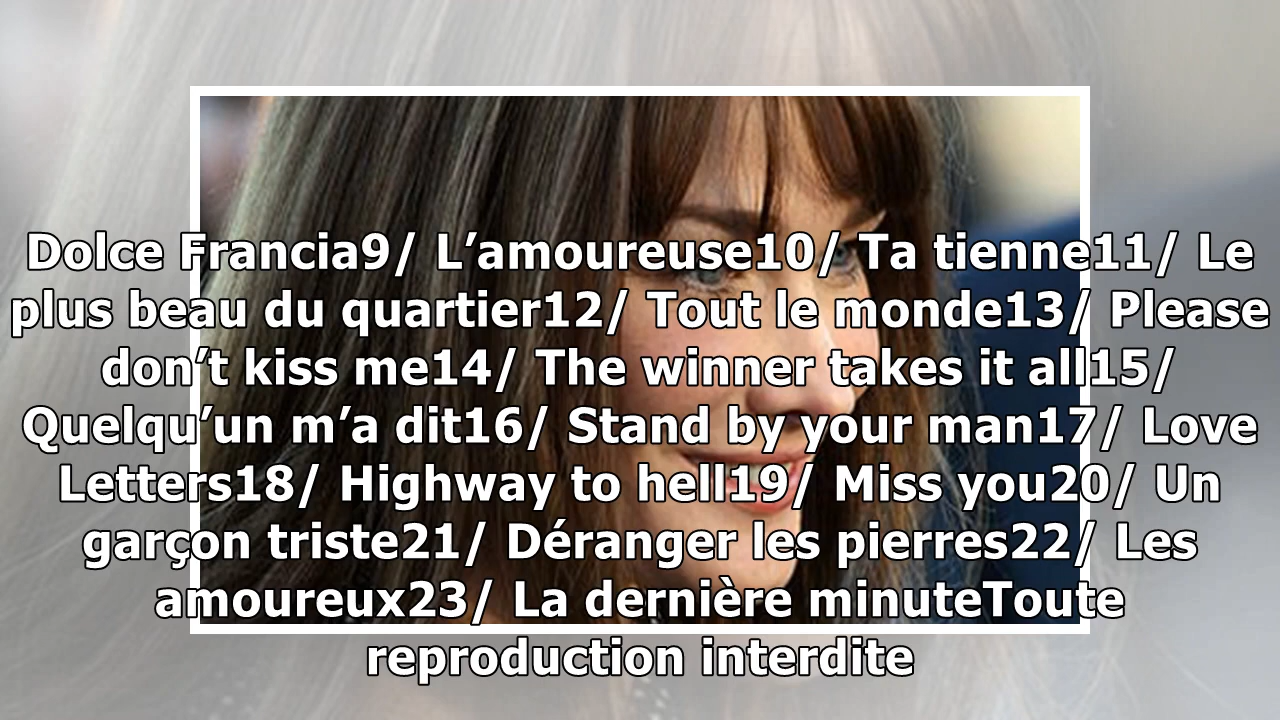 Dolce Francia9/ L’amoureuse10/ Ta tienne11/ Le
plus beau du quartier12/ Tout le monde13/ Please
don’t kiss me14/ The winner takes it all15/
Quelqu’un m’a dit16/ Stand by your man17/ Love
Letters18/ Highway to hell19/ Miss you20/ Un
garçon triste21/ Déranger les pierres22/ Les
amoureux23/ La dernière minuteToute
reproduction interdite